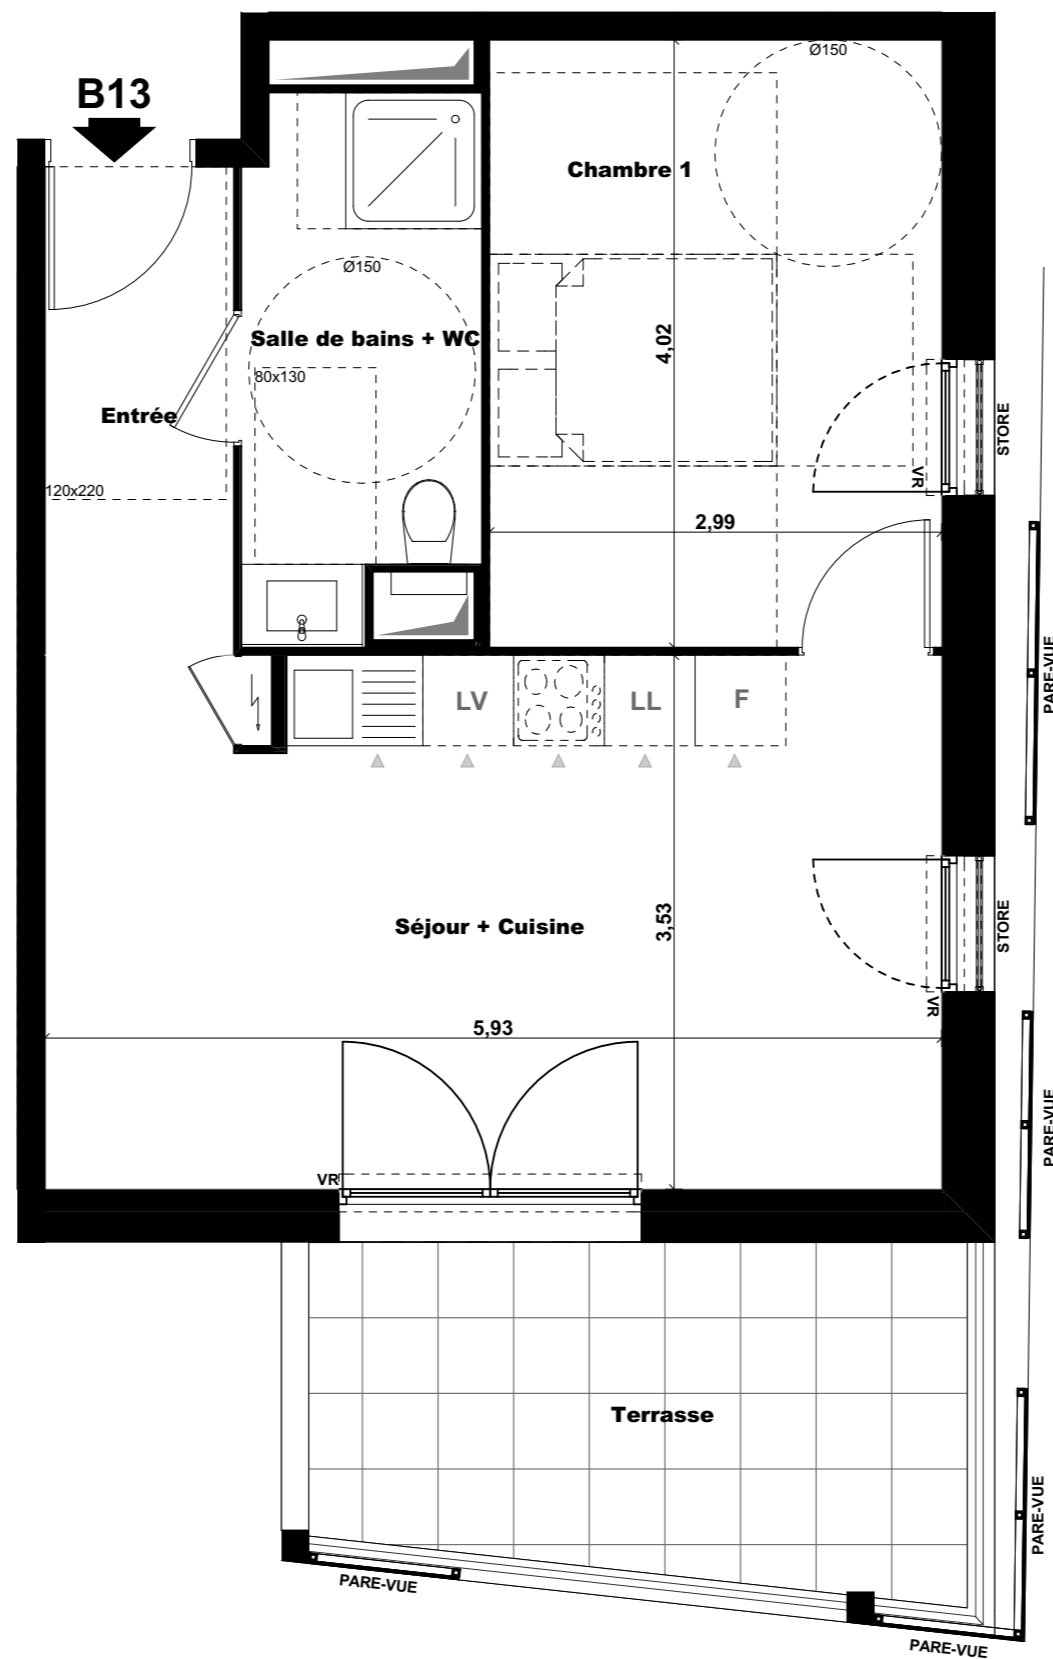 B13
Ø150
Chambre 1
Ø150
Salle de bains + WC
4,02
80x130
Entrée
STORE
VR
120x220
2,99
PARE-VUE
LV
LL
F
Séjour + Cuisine
3,53
STORE
VR
5,93
PARE-VUE
VR
Terrasse
PARE-VUE
PARE-VUE
PARE-VUE